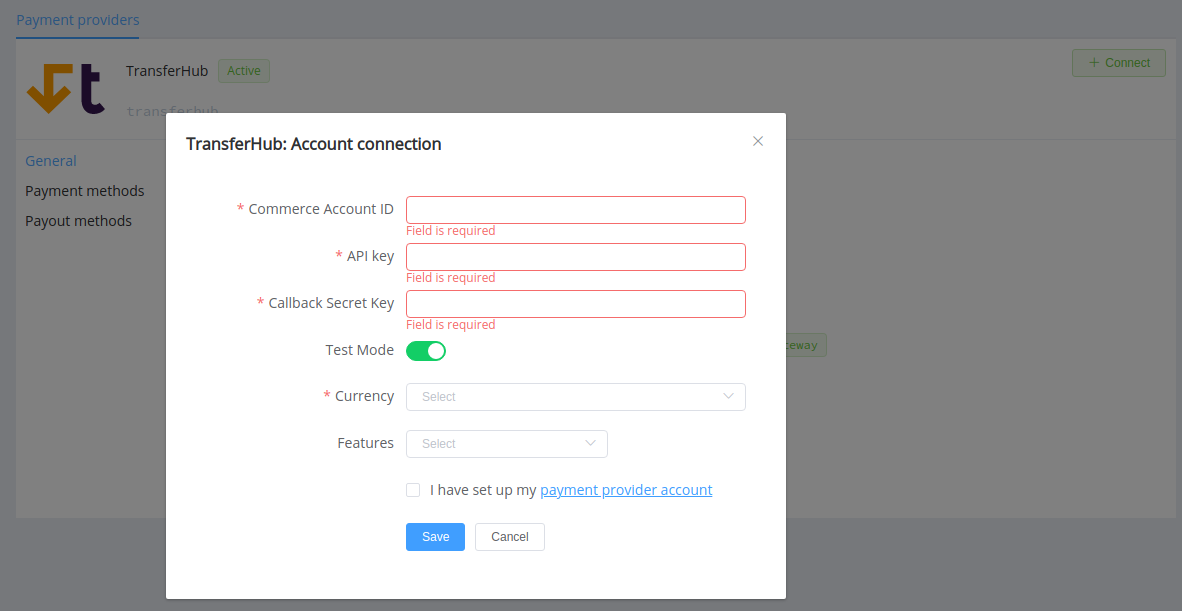 Payment providers
TransferHub Active
+ Connect
transferhub
TransferHub: Account connection
General
Payment methods
Payout methods
* Commerce Account ID
Field is required
* API key
Field is required
* Callback Secret Key
Field is required
Test Mode
* Currency Select
Features Select
I have set up my payment provider account
Save Cancel